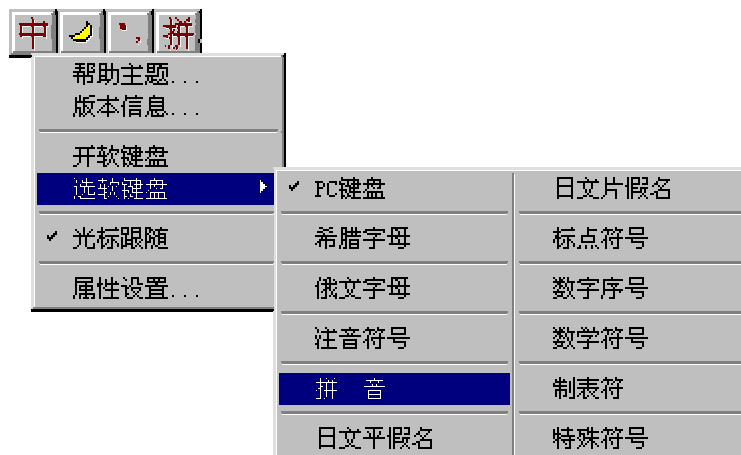 中 拼
帮助主题...
版本信息...
开软键盘
选软键盘
光标跟随
属性设置...
PC键盘
希腊字母
俄文字母
注音符号
拼 音
日文平假名
日文片假名
标点符号
数字序号
数学符号
制表符
特殊符号